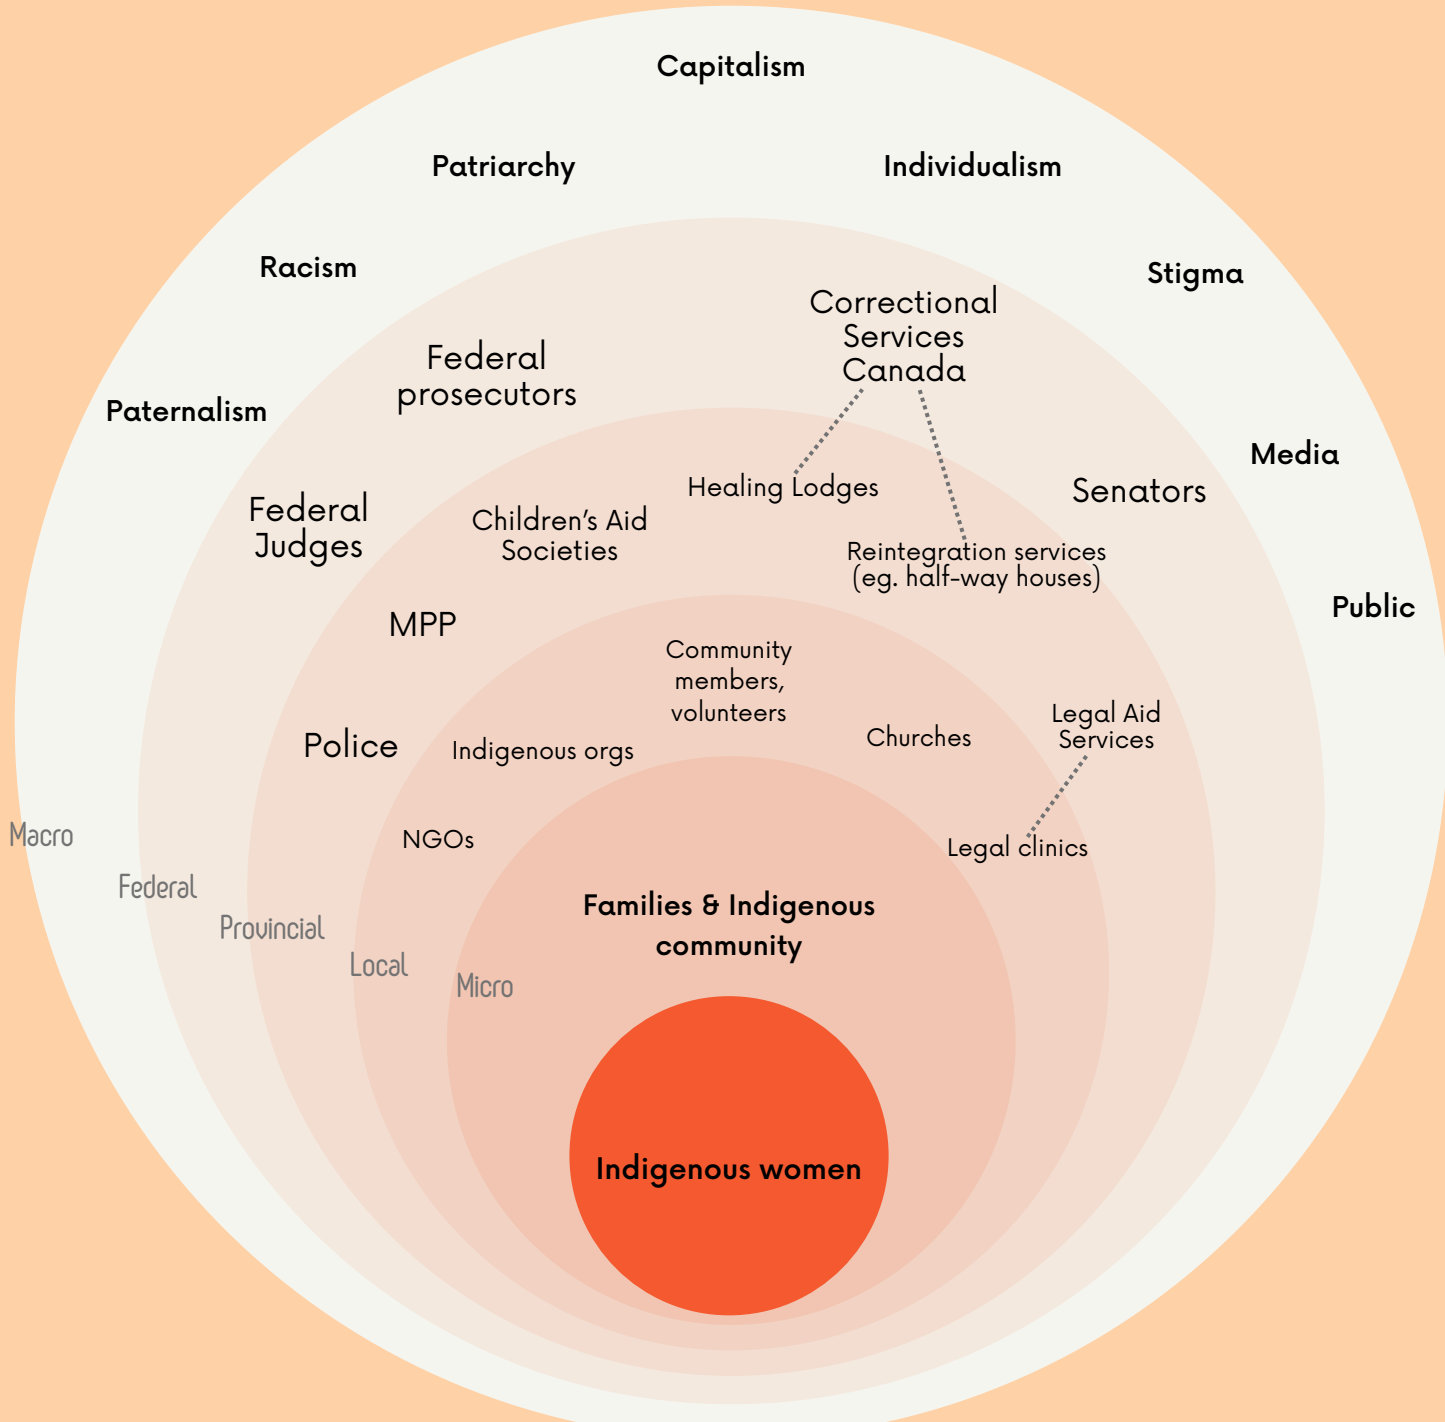 Capitalism
Patriarchy
Individualism
Racism
Stigma
Correctional
Services
Canada
Federal
prosecutors
Paternalism
Media
Healing Lodges
Senators
Federal
Judges
Children's Aid
Societies
Reintegration services
(eg. half-way houses)
Public
MPP
Community
members,
volunteers
Legal Aid
Services
Police
Indigenous orgs
Churches
Macro
NGOs
Legal clinics
Federal
Provincial
Local
Micro
Families & Indigenous
community
Indigenous women